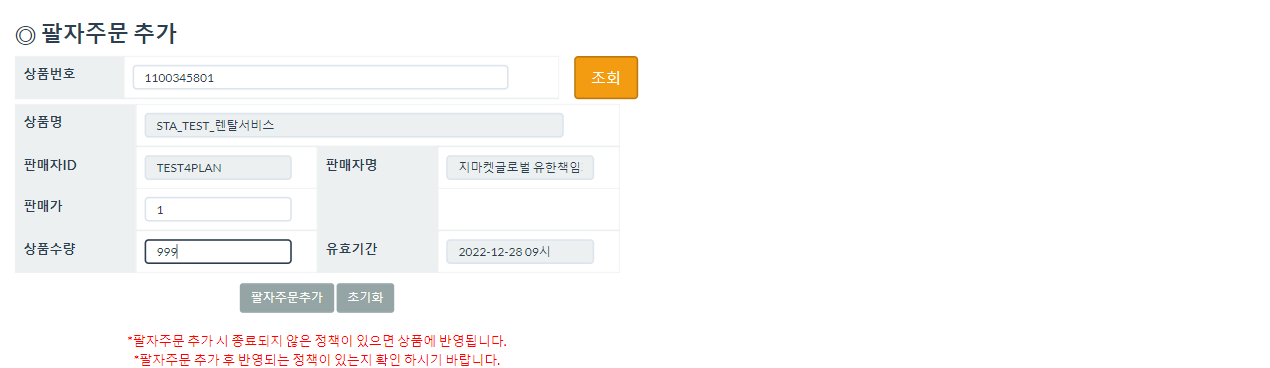 ◎ 팔자주문 추가
상품번호 1100345801 조회
상품명 STA_TEST_렌탈서비스
판매자ID TEST4PLAN 판매자명 지마켓글로벌 유한책임
판매가 1
상품수량 999 유효기간 2022-12-28 09시
팔자주문추가 초기화
*팔자주문 추가 시 종료되지 않은 정책이 있으면 상품에 반영됩니다.
*팔자주문 추가 후 반영되는 정책이 있는지 확인 하시기 바랍니다.